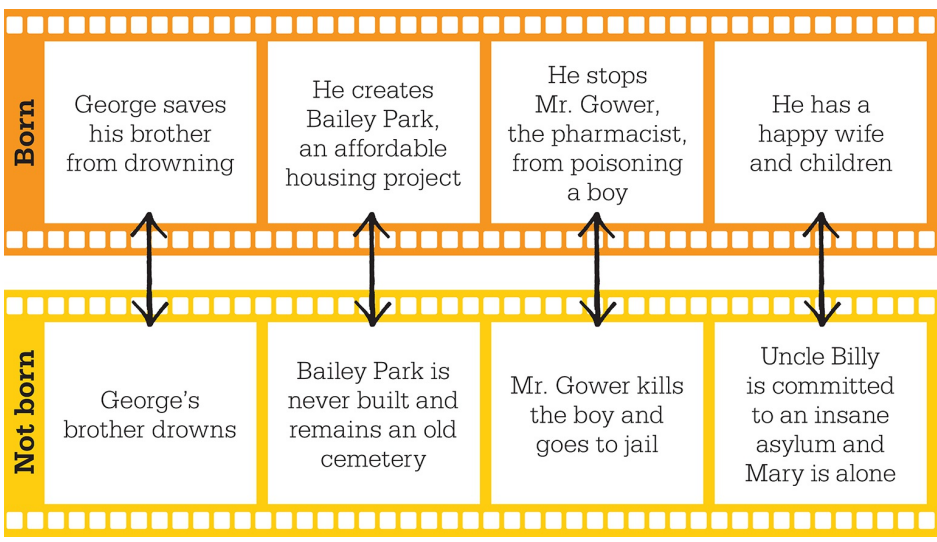 Born
George saves
his brother
from drowning
He creates
Bailey Park,
an affordable
housing project
He stops
Mr. Gower,
the pharmacist,
from poisoning
a boy
He has a
happy wife
and children
Not born
George’s
brother drowns
Bailey Park is
never built and
remains an old
cemetery
Mr. Gower kills
the boy and
goes to jail
Uncle Billy
is committed
to an insane
asylum and
Mary is alone